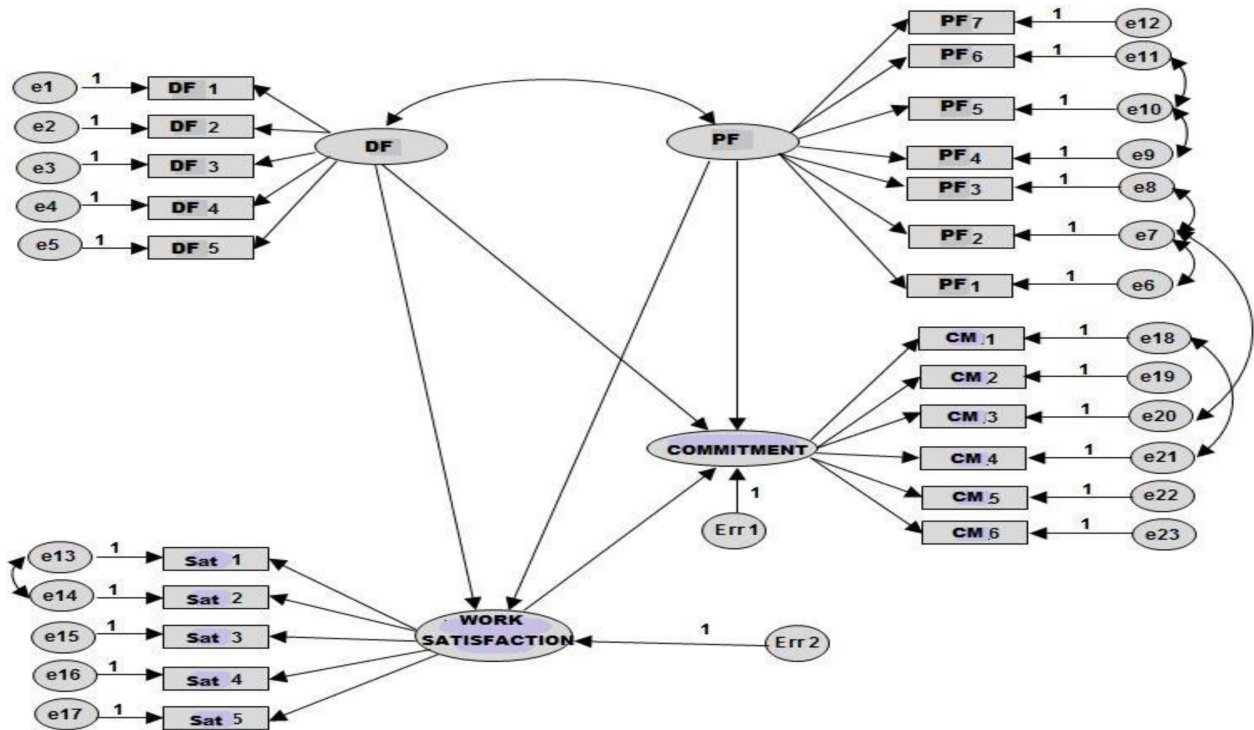 e1 1 DF 1
e2 1 DF 2
e3 1 DF 3
e4 1 DF 4
e5 1 DF 5
DF
PF
PF 7 1 e12
PF 6 1 e11
PF 5 1 e10
PF 4 1 e9
PF 3 1 e8
PF 2 1 e7
PF 1 1 e6
CM.1 1 e18
CM.2 1 e19
CM.3 1 e20
CM.4 1 e21
CM.5 1 e22
CM.6 1 e23
COMMITMENT
1
Err1
e13 1 Sat 1
e14 1 Sat 2
e15 1 Sat 3
e16 1 Sat 4
e17 1 Sat 5
WORK
SATISFACTION
1
Err2